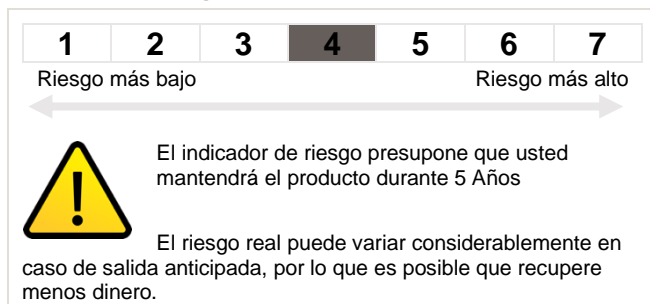 1 2 3 4 5 6 7
Riesgo más bajo Riesgo más alto
El indicador de riesgo presupone que usted
mantendrá el producto durante 5 Años
El riesgo real puede variar considerablemente en
caso de salida anticipada, por lo que es posible que recupere
menos dinero.